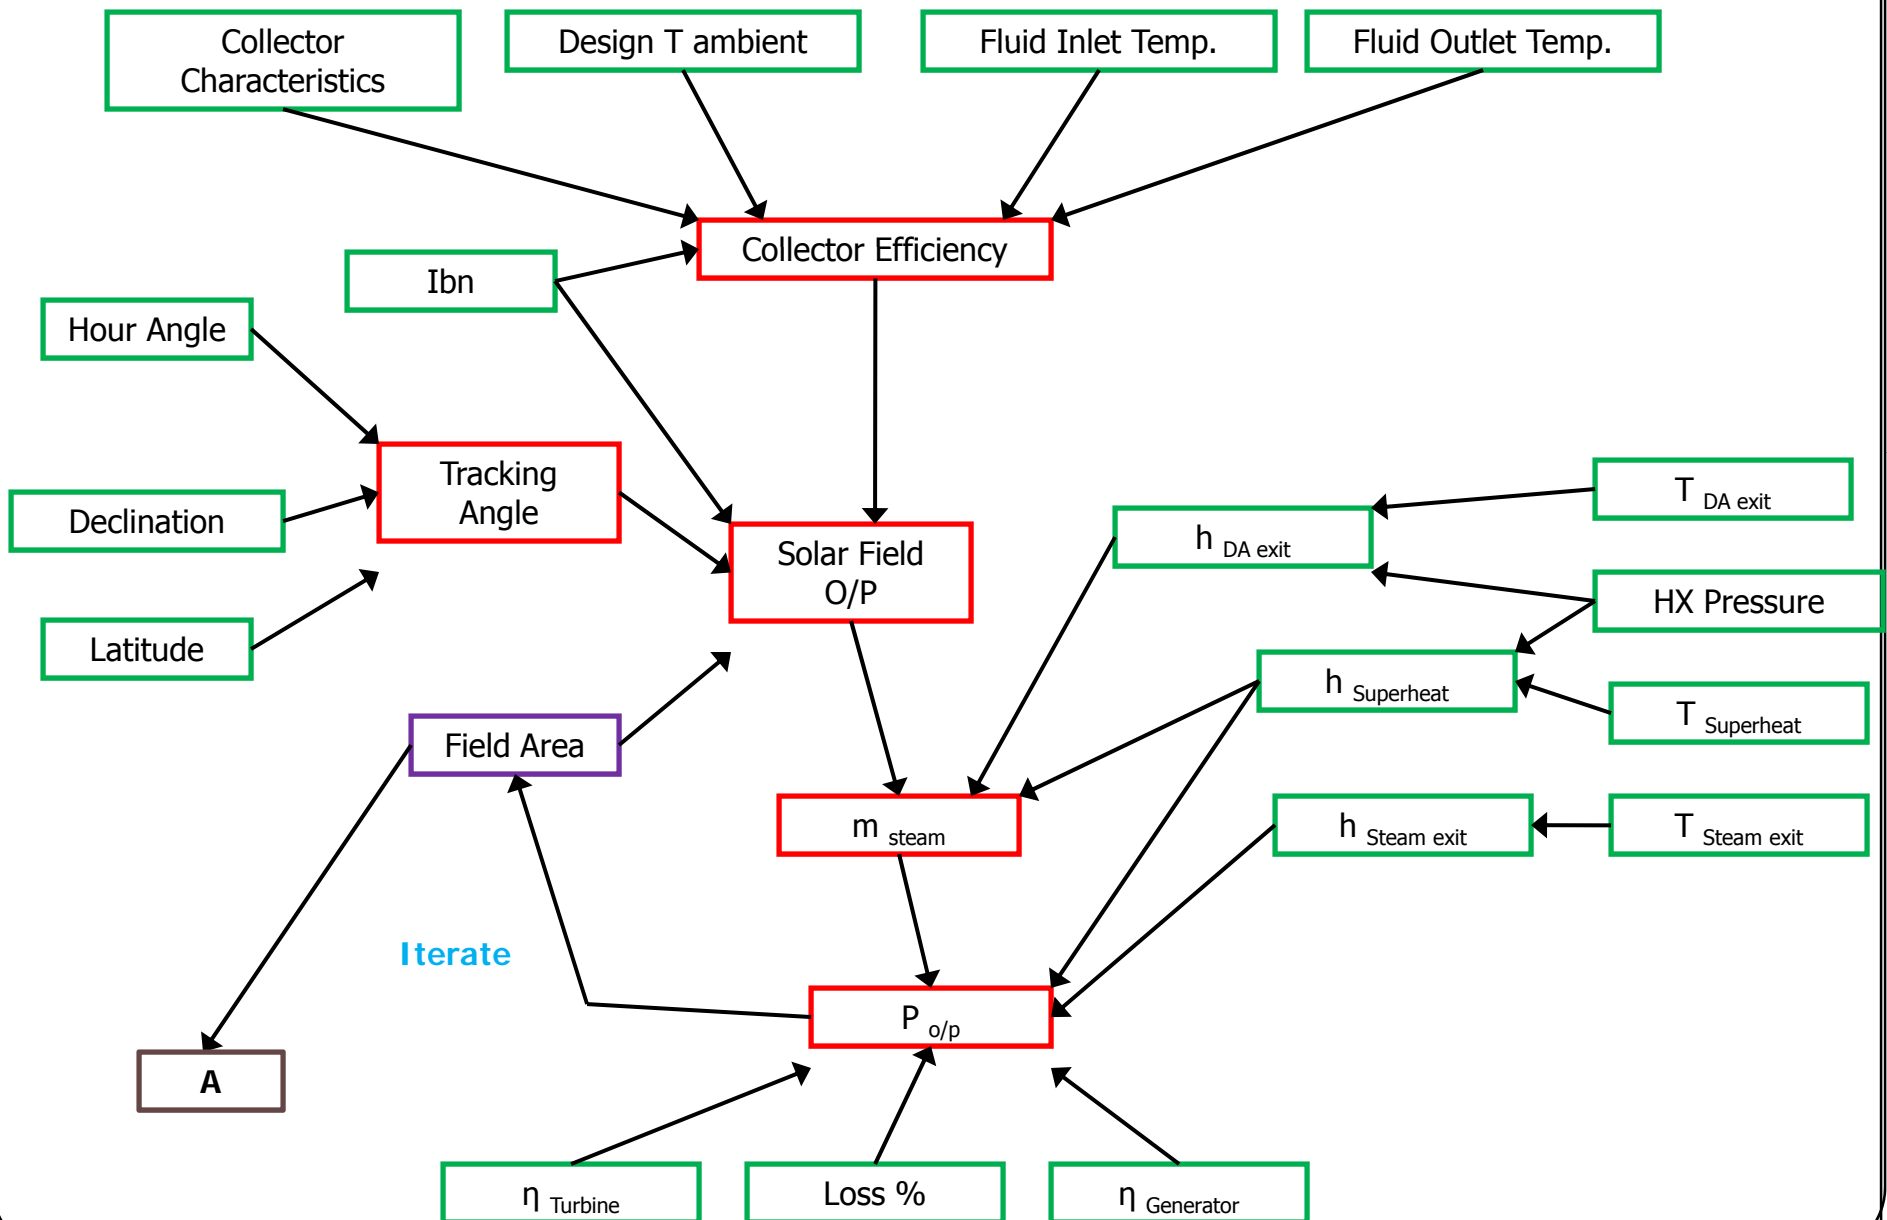 Collector
Characteristics
Design T ambient
Fluid Inlet Temp.
Fluid Outlet Temp.
Collector Efficiency
Ibn
Hour Angle
Tracking
Angle
Declination
Latitude
Solar Field
O/P
T DA exit
h DA exit
HX Pressure
h Superheat
T Superheat
Field Area
m steam
h Steam exit
T Steam exit
Iterate
P o/p
A
η Turbine
Loss %
η Generator